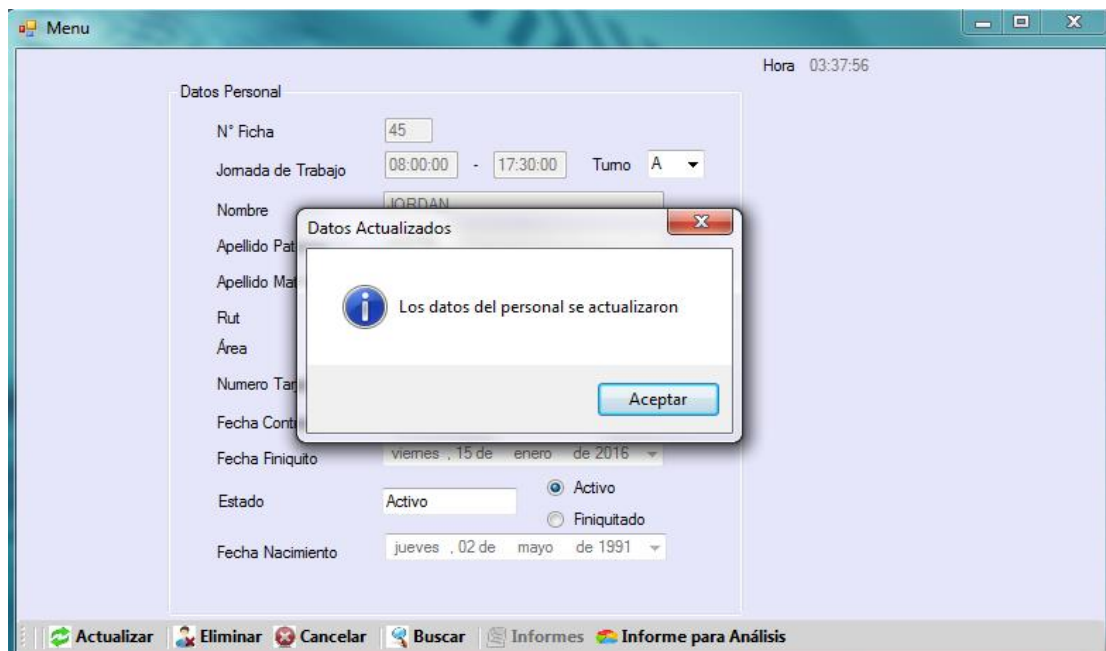 Menu
Hora 03:37:56
Datos Personal
N° Ficha 45
Jornada de Trabajo 08:00:00 - 17:30:00 Turno A
Nombre JORDAN
Datos Actualizados
Apellido Pat
Apellido Mat
Los datos del personal se actualizaron
Rut
Área
Numero Tarj
Aceptar
Fecha Cont
Fecha Finiquito viernes , 15 de enero de 2016
Activo
Estado Activo
Finiquitado
Fecha Nacimiento jueves , 02 de mayo de 1991
Actualizar Eliminar Cancelar Buscar Informes Informe para Análisis